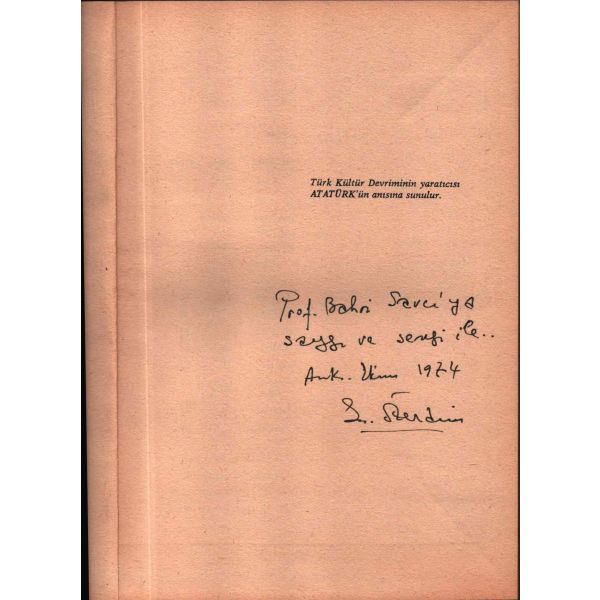 Türk Kültür Devriminin yaratıcısı
ATATÜRK'ün anısına sunulur.
Prof. Bahri Savcı'ya
saygı ve sevgi ile..
Ank. Ekim 1974
S. Özerdim